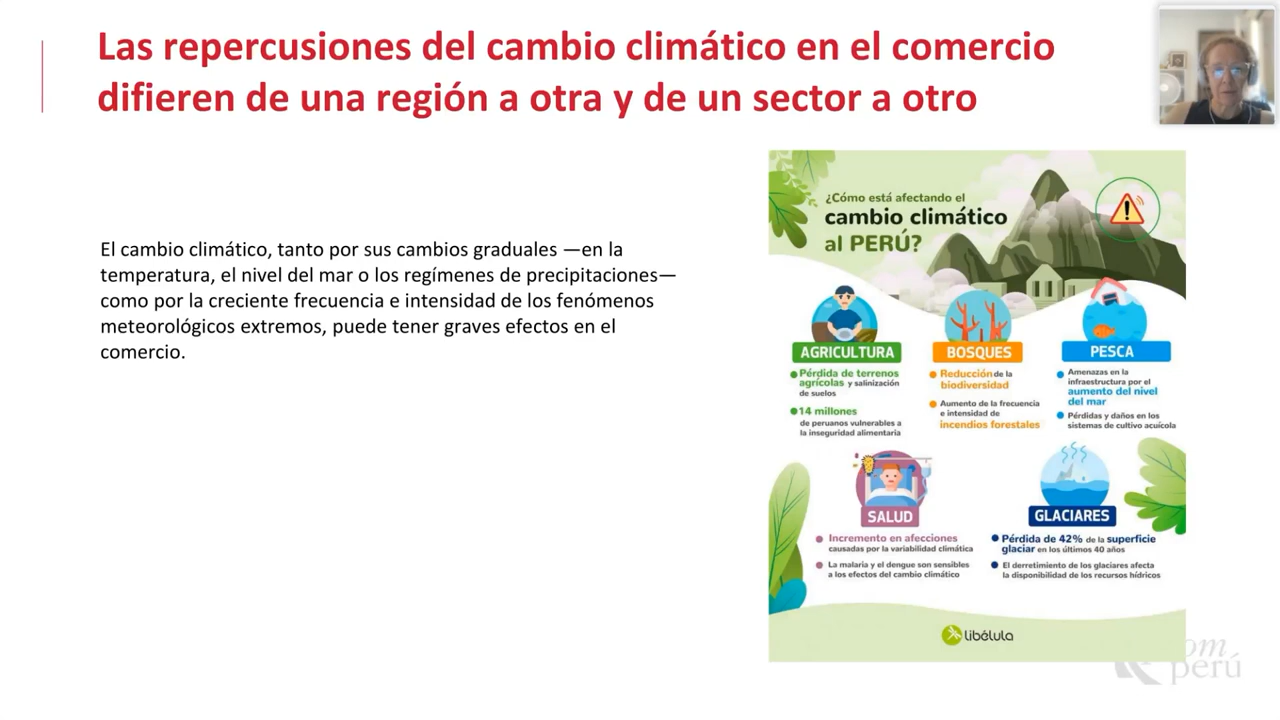 Las repercusiones del cambio climático en el comercio
difieren de una región a otra y de un sector a otro
El cambio climático, tanto por sus cambios graduales —en la
temperatura, el nivel del mar o los regímenes de precipitaciones—
como por la creciente frecuencia e intensidad de los fenómenos
meteorológicos extremos, puede tener graves efectos en el
comercio.
¿Cómo está afectando el
cambio climático
al PERÚ?
AGRICULTURA
Pérdida de terrenos
agrícolas y salinización
de suelos
14 millones
de peruanos vulnerables a
la inseguridad alimentaria
BOSQUES
Reducción de la
biodiversidad
Aumento de la frecuencia
e intensidad de
incendios forestales
PESCA
Amenazas en la
infraestructura por el
aumento del nivel
del mar
Pérdidas y daños en los
sistemas de cultivo acuícola
SALUD
Incremento en afecciones
causadas por la variabilidad climática
La malaria y el dengue son sensibles
a los efectos del cambio climático
GLACIARES
Pérdida de 42% de la superficie
glaciar en los últimos 40 años
El derretimiento de los glaciares afecta
la disponibilidad de los recursos hídricos
libélula
om
perú